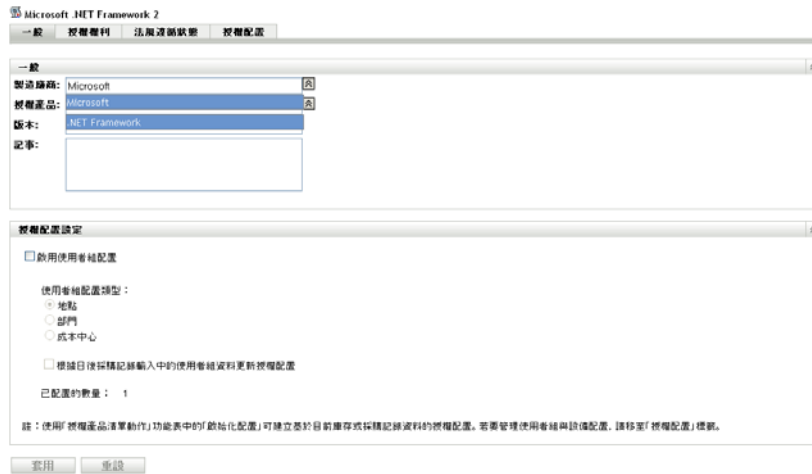 Microsoft .NET Framework 2
一般 授權權利 法規遵循狀態 授權配置
一般
製造廠商: Microsoft
Microsoft
授權產品:
.NET Framework
版本:
記事:
授權配置設定
啟用使用者組配置
使用者組配置類型:
地點
部門
成本中心
根據日後採購記錄輸入中的使用者組資料更新授權配置
已配置的數量: 1
註:使用「授權產品清單動作」功能表中的「啟始化配置」可建立基於目前庫存或採購記錄資料的授權配置。若要管理使用者組與設備配置,請移至「授權配置」標籤。
套用 重設